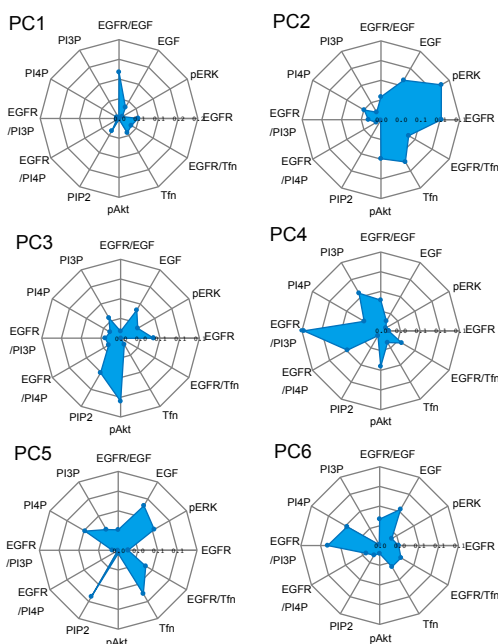 PC1
EGFR/EGF
EGF
pERK
EGFR
EGFR/Tfn
Tfn
pAkt
PIP2
EGFR
/PI4P
EGFR
/PI3P
PI4P
PI3P
PC2
EGFR/EGF
EGF
pERK
EGFR
EGFR/Tfn
Tfn
pAkt
PIP2
EGFR
/PI4P
EGFR
/PI3P
PI4P
PI3P
PC3
EGFR/EGF
EGF
pERK
EGFR
EGFR/Tfn
Tfn
pAkt
PIP2
EGFR
/PI4P
EGFR
/PI3P
PI4P
PI3P
PC4
EGFR/EGF
EGF
pERK
EGFR
EGFR/Tfn
Tfn
pAkt
PIP2
EGFR
/PI4P
EGFR
/PI3P
PI4P
PI3P
PC5
EGFR/EGF
EGF
pERK
EGFR
EGFR/Tfn
Tfn
pAkt
PIP2
EGFR
/PI4P
EGFR
/PI3P
PI4P
PI3P
PC6
EGFR/EGF
EGF
pERK
EGFR
EGFR/Tfn
Tfn
pAkt
PIP2
EGFR
/PI4P
EGFR
/PI3P
PI4P
PI3P